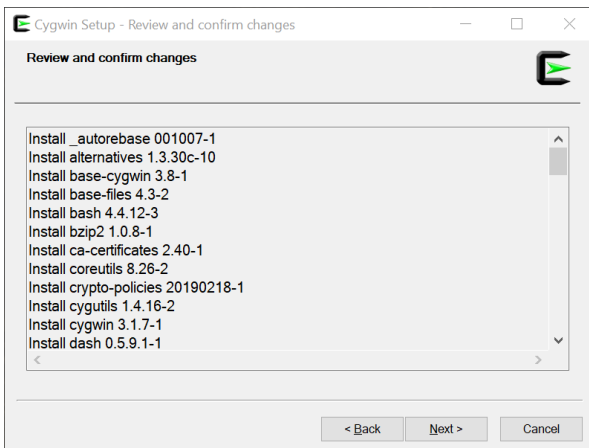 Cygwin Setup - Review and confirm changes
Review and confirm changes
Install _autorebase 001007-1
Install alternatives 1.3.30c-10
Install base-cygwin 3.8-1
Install base-files 4.3-2
Install bash 4.4.12-3
Install bzip2 1.0.8-1
Install ca-certificates 2.40-1
Install coreutils 8.26-2
Install crypto-policies 20190218-1
Install cygutils 1.4.16-2
Install cygwin 3.1.7-1
Install dash 0.5.9.1-1
< Back Next > Cancel